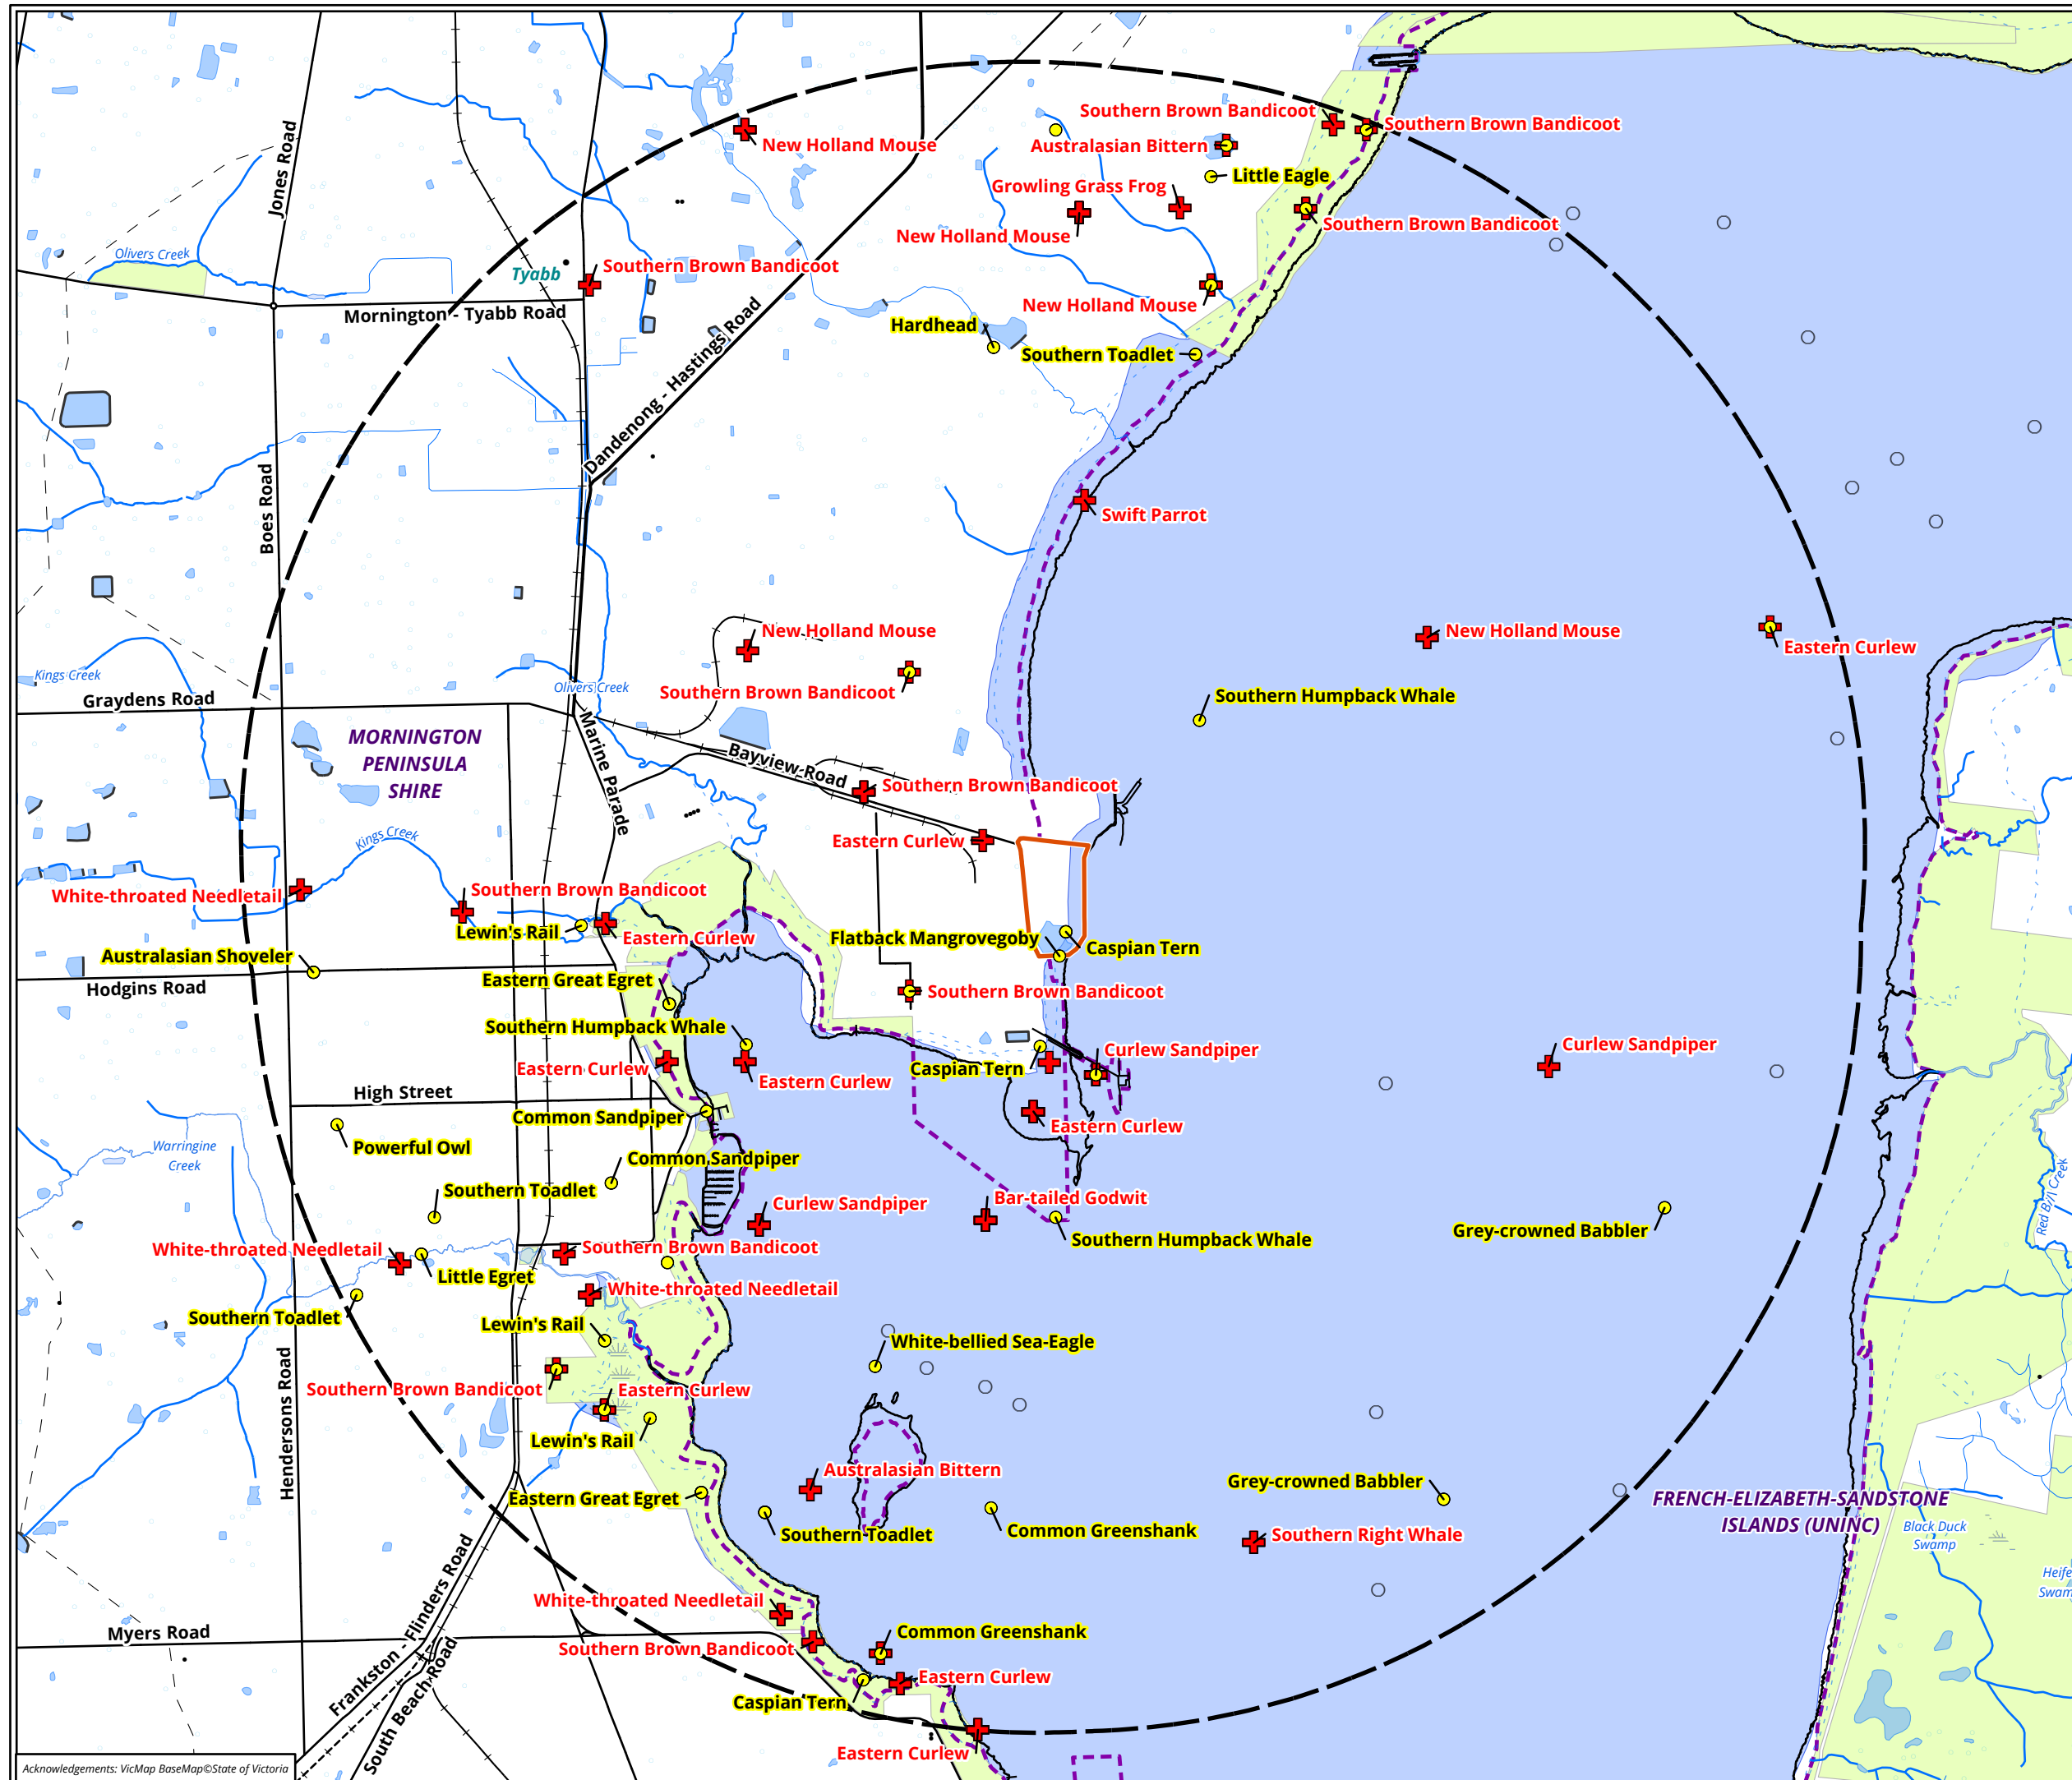 Southern Brown Bandicoot
Southern Brown Bandicoot
Jones Road
New Holland Mouse
Australasian Bittern
Little Eagle
Growling Grass Frog
New Holland Mouse
Southern Brown Bandicoot
Olivers Creek
Tyabb
Southern Brown Bandicoot
New Holland Mouse
Mornington - Tyabb Road
Hardhead
Southern Toadlet
Dandenong - Hastings Road
Boes Road
Swift Parrot
New Holland Mouse
New Holland Mouse
Eastern Curlew
Kings Creek
Olivers Creek
Southern Brown Bandicoot
Southern Humpback Whale
Graydens Road
MORNINGTON
PENINSULA
SHIRE
Marine Parade
Bayview Road
Southern Brown Bandicoot
Kings Creek
Eastern Curlew
White-throated Needletail
Southern Brown Bandicoot
Lewin's Rail
Eastern Curlew
Flatback Mangrovegoby
Caspian Tern
Australasian Shoveler
Hodgins Road
Eastern Great Egret
Southern Brown Bandicoot
Southern Humpback Whale
Eastern Curlew
Eastern Curlew
Caspian Tern
Curlew Sandpiper
Curlew Sandpiper
High Street
Common Sandpiper
Eastern Curlew
Warringine
Creek
Powerful Owl
Common Sandpiper
Southern Toadlet
Curlew Sandpiper
Bar-tailed Godwit
Red Bill Creek
Grey-crowned Babbler
Southern Humpback Whale
White-throated Needletail
Southern Brown Bandicoot
Little Egret
White-throated Needletail
Southern Toadlet
Lewin's Rail
White-bellied Sea-Eagle
Hendersons Road
Southern Brown Bandicoot
Eastern Curlew
Lewin's Rail
Australasian Bittern
Grey-crowned Babbler
Eastern Great Egret
FRENCH-ELIZABETH-SANDSTONE
ISLANDS (UNINC)
Southern Toadlet
Common Greenshank
Southern Right Whale
Black Duck
Swamp
Frankston - Flinders Road
White-throated Needletail
Myers Road
Southern Brown Bandicoot
Common Greenshank
South Beach Road
Eastern Curlew
Caspian Tern
Eastern Curlew
Acknowledgements: VicMap BaseMap©State of Victoria